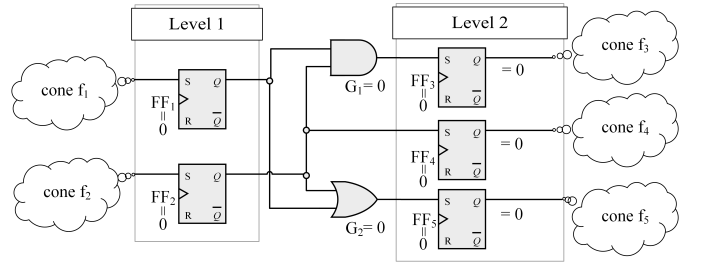 Level 1
Level 2
cone f1
cone f2
S Q
FF1
=
0
R Q
S Q
FF2
=
0
R Q
G1= 0
G2= 0
S Q
FF3
=
0
R Q
= 0
S Q
FF4
=
0
R Q
= 0
S Q
FF5
=
0
R Q
= 0
cone f3
cone f4
cone f5